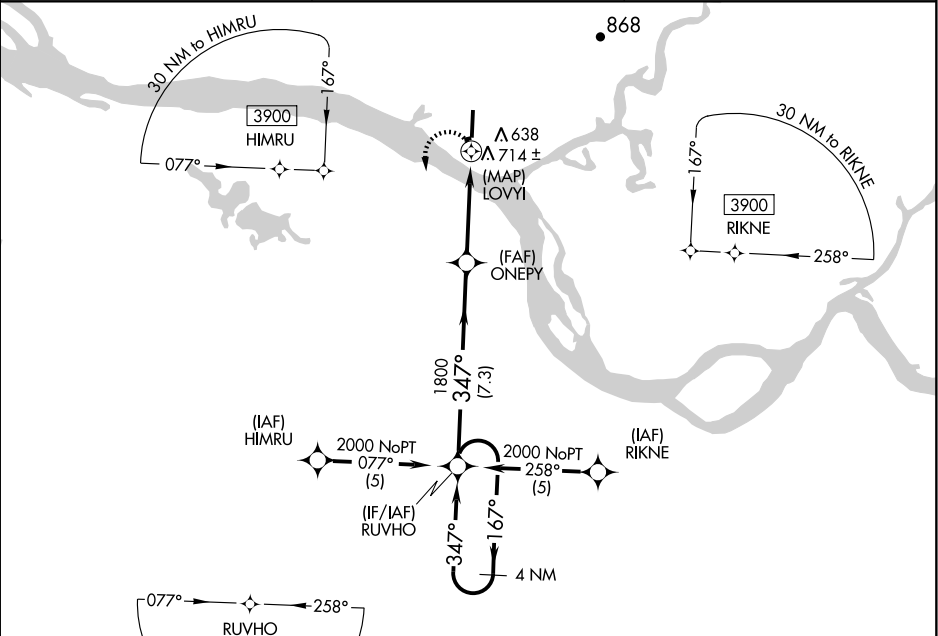 868
30 NM to HIMRU
167°
3900
HIMRU
077°
638
714 ±
(MAP)
LOVYI
30 NM to RIKNE
167°
3900
RIKNE
258°
(FAF)
ONEPY
1800
347°
(7.3)
(IAF)
HIMRU
2000 NoPT
077°
(5)
2000 NoPT
258°
(5)
(IAF)
RIKNE
(IF/IAF)
RUVHO
347°
167°
4 NM
077°
258°
RUVHO